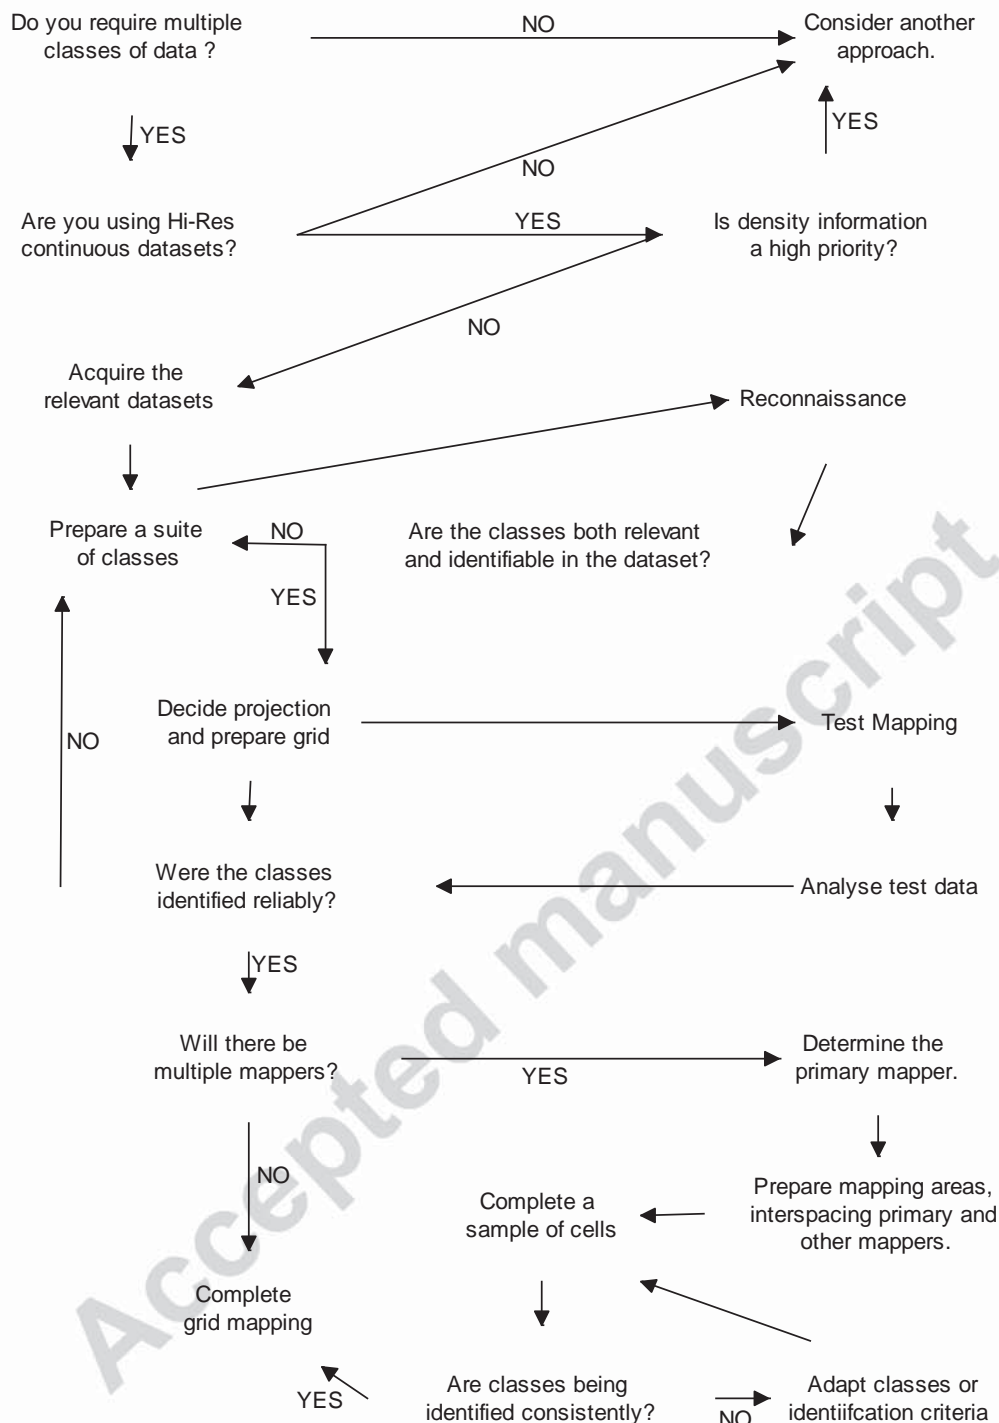 Do you require multiple
classes of data ?
NO
Consider another
approach.
YES
YES
NO
Are you using Hi-Res
continuous datasets?
YES
Is density information
a high priority?
NO
Acquire the
relevant datasets
Reconnaissance
Prepare a suite
of classes
NO
Are the classes both relevant
and identifiable in the dataset?
YES
Decide projection
and prepare grid
Test Mapping
NO
Were the classes
identified reliably?
Analyse test data
YES
Will there be
multiple mappers?
YES
Determine the
primary mapper.
NO
Complete a
sample of cells
Prepare mapping areas,
interspacing primary and
other mappers.
Complete
grid mapping
YES
Are classes being
identified consistently?
NO
Adapt classes or
identiifcation criteria
Accepted manuscript